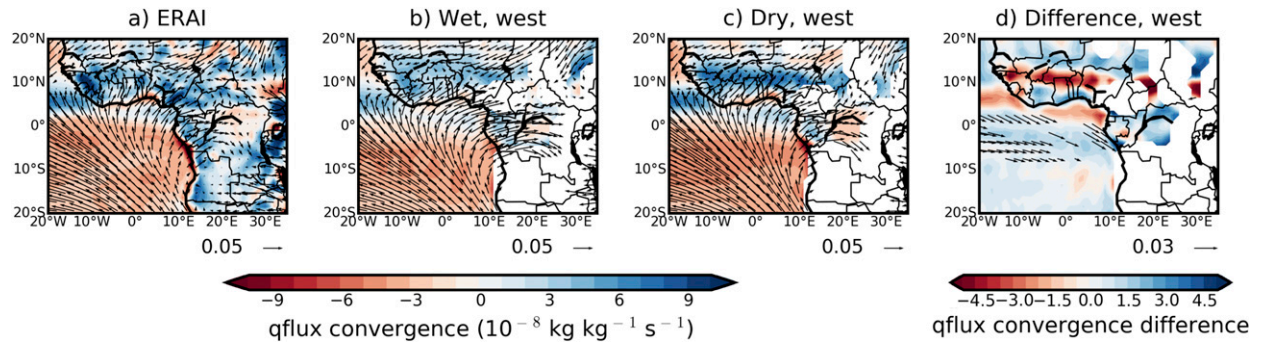 a) ERAI
b) Wet, west
c) Dry, west
d) Difference, west
20°N 10°N 0° 10°S 20°S
20°W 10°W 0° 10°E 20°E 30°E
20°N 10°N 0° 10°S 20°S
20°W 10°W 0° 10°E 20°E 30°E
20°N 10°N 0° 10°S 20°S
20°W 10°W 0° 10°E 20°E 30°E
20°N 10°N 0° 10°S 20°S
20°W 10°W 0° 10°E 20°E 30°E
0.05
0.05
0.05
0.03
−9 −6 −3 0 3 6 9
−4.5 −3.0 −1.5 0.0 1.5 3.0 4.5
qflux convergence (10⁻⁸ kg kg⁻¹ s⁻¹)
qflux convergence difference